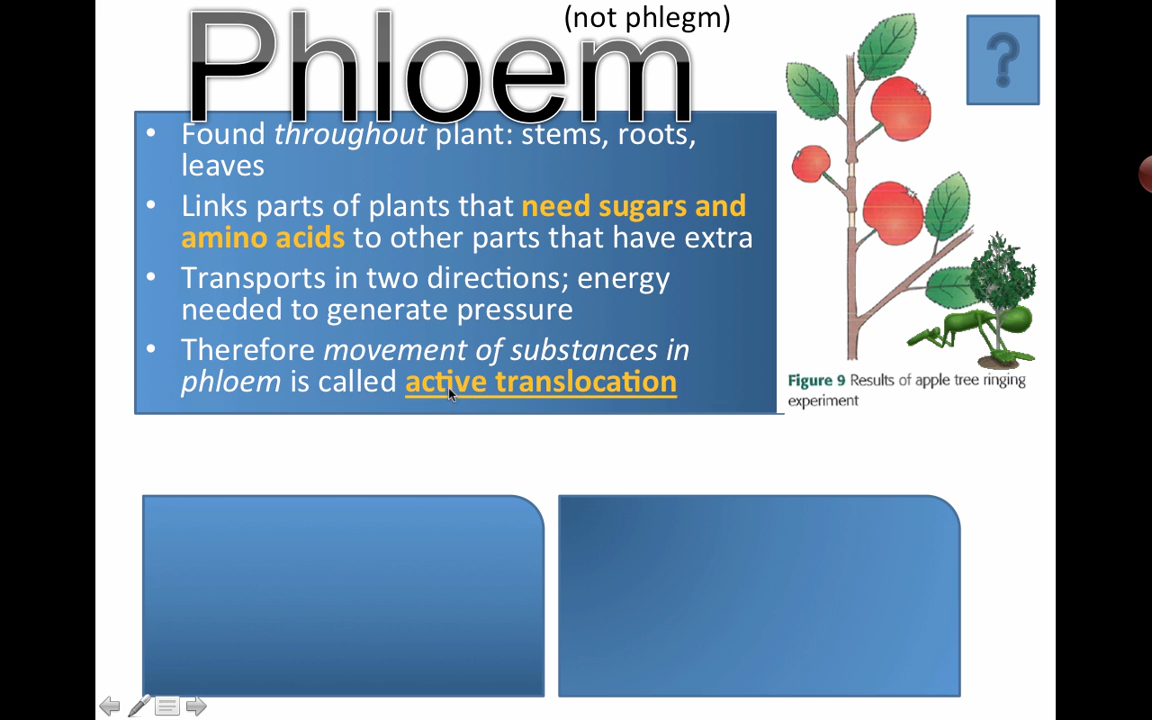 (not phlegm)
Phloem
?
• Found throughout plant: stems, roots,
leaves
• Links parts of plants that need sugars and
amino acids to other parts that have extra
• Transports in two directions; energy
needed to generate pressure
• Therefore movement of substances in
phloem is called active translocation
Figure 9 Results of apple tree ringing
experiment